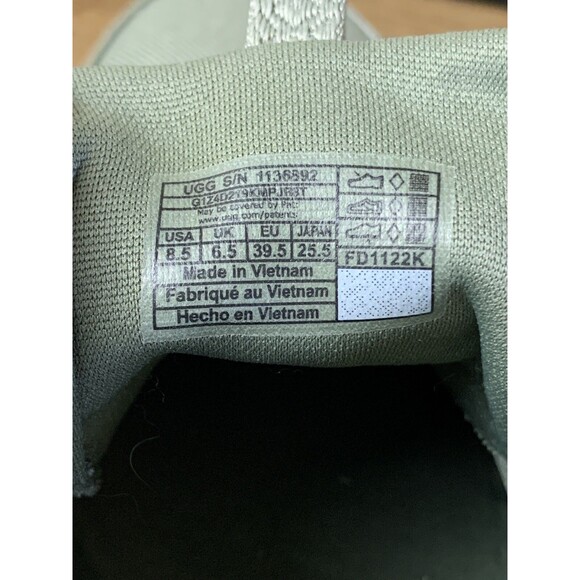 UGG S/N 1136892
G1Z4D219KMPJR3T
May be covered by Pat:
www.ugg.com/patents.
USA UK EU JAPAN
8.5 6.5 39.5 25.5
FD1122K
Made in Vietnam
Fabriqué au Vietnam
Hecho en Vietnam